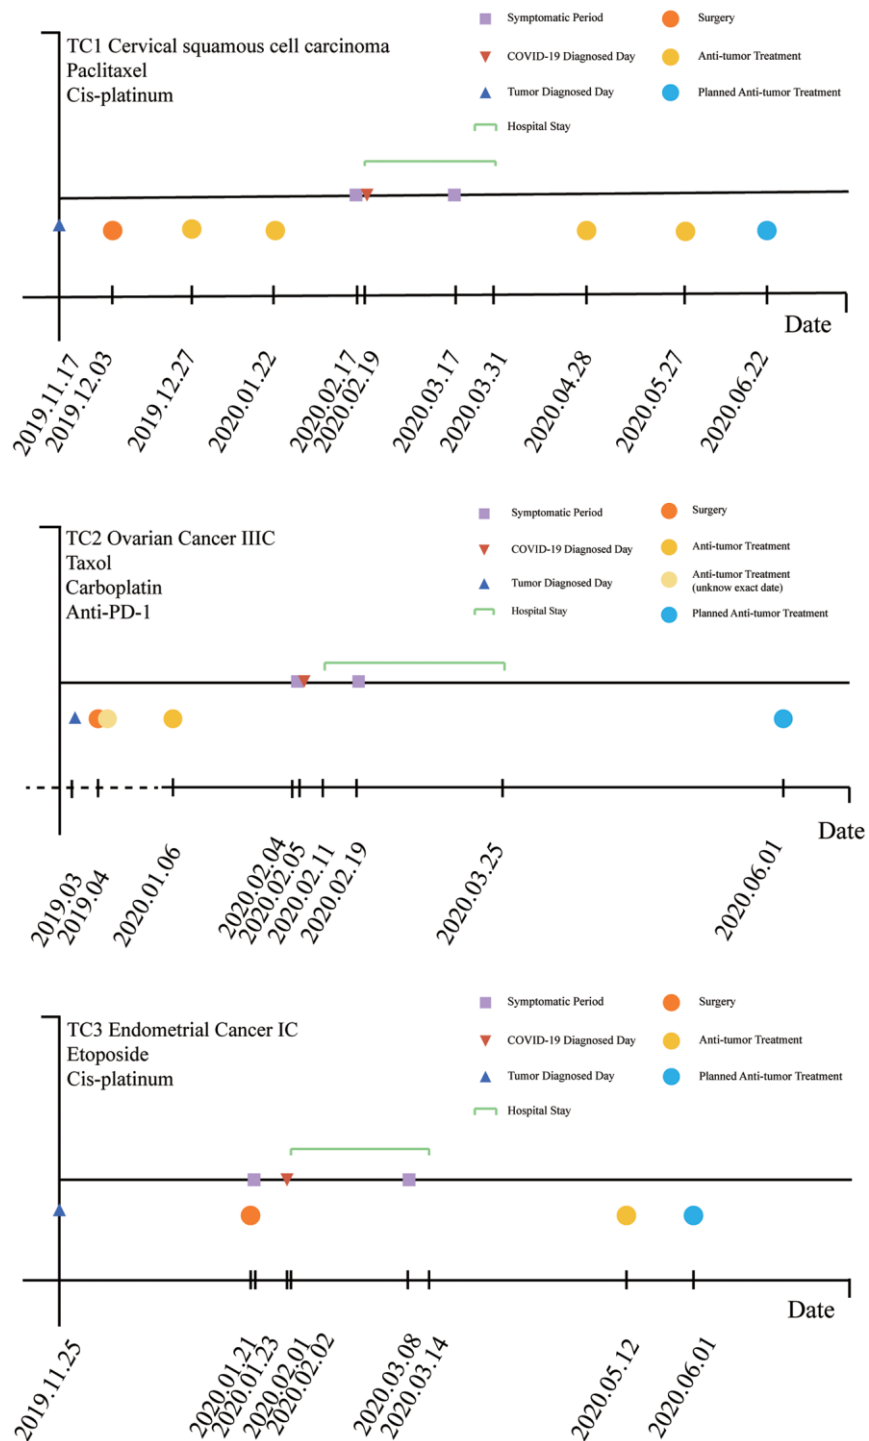 TC1 Cervical squamous cell carcinoma
Paclitaxel
Cis-platinum
Symptomatic Period
COVID-19 Diagnosed Day
Tumor Diagnosed Day
Hospital Stay
Surgery
Anti-tumor Treatment
Planned Anti-tumor Treatment
Date
2019.11.17
2019.12.03
2019.12.27
2020.01.22
2020.02.17
2020.02.19
2020.03.17
2020.03.31
2020.04.28
2020.05.27
2020.06.22
TC2 Ovarian Cancer IIIC
Taxol
Carboplatin
Anti-PD-1
Symptomatic Period
COVID-19 Diagnosed Day
Tumor Diagnosed Day
Hospital Stay
Surgery
Anti-tumor Treatment
Anti-tumor Treatment
(unknow exact date)
Planned Anti-tumor Treatment
Date
2019.03
2019.04
2020.01.06
2020.02.04
2020.02.05
2020.02.11
2020.02.19
2020.03.25
2020.06.01
TC3 Endometrial Cancer IC
Etoposide
Cis-platinum
Symptomatic Period
COVID-19 Diagnosed Day
Tumor Diagnosed Day
Hospital Stay
Surgery
Anti-tumor Treatment
Planned Anti-tumor Treatment
Date
2019.11.25
2020.01.21
2020.01.23
2020.02.01
2020.02.02
2020.03.08
2020.03.14
2020.05.12
2020.06.01